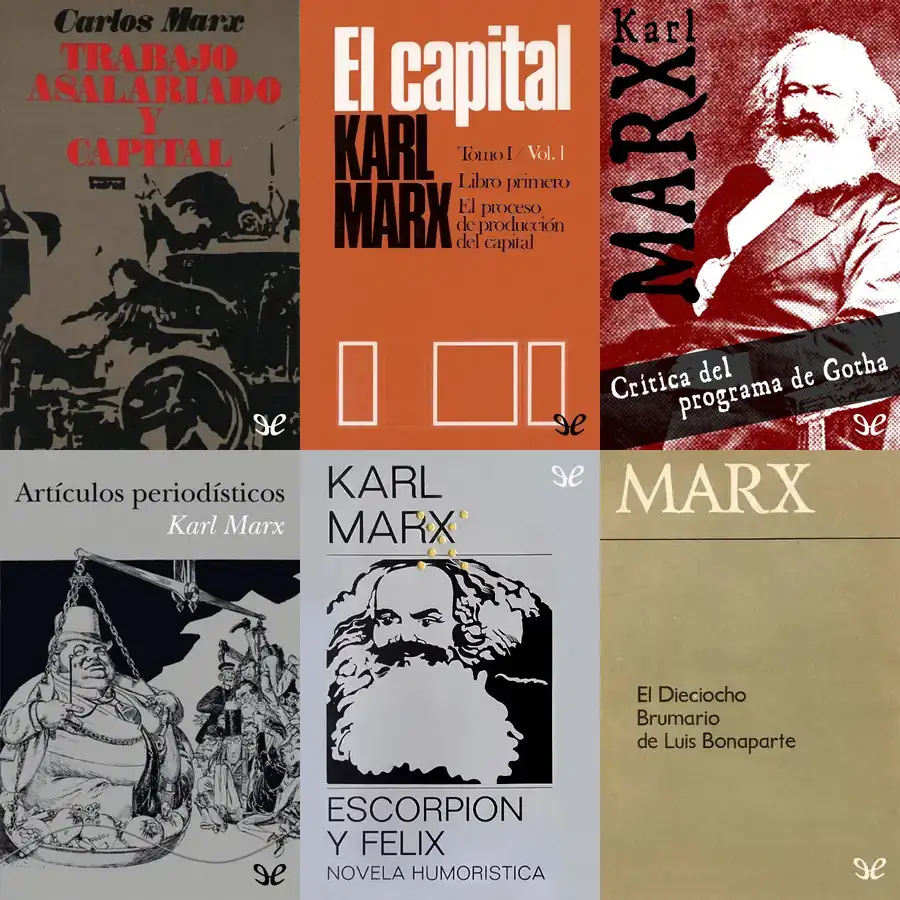 Carlos Marx
TRABAJO
ASALARIADO
Y
CAPITAL
El capital
KARL
MARX
Tomo I / Vol. 1
Libro primero
El proceso
de producción
del capital
Karl
MARX
Crítica del
programa de Gotha
Artículos periodísticos
Karl Marx
KARL
MARX
ESCORPION
Y FELIX
NOVELA HUMORISTICA
MARX
El Dieciocho
Brumario
de Luis Bonaparte